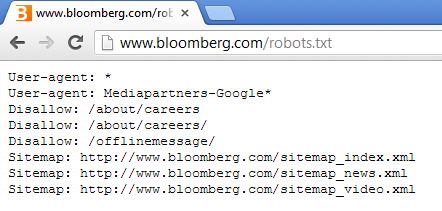 www.bloomberg.com/rob
www.bloomberg.com/robots.txt
User-agent: *
User-agent: Mediapartners-Google*
Disallow: /about/careers
Disallow: /about/careers/
Disallow: /offlinemessage/
Sitemap: http://www.bloomberg.com/sitemap_index.xml
Sitemap: http://www.bloomberg.com/sitemap_news.xml
Sitemap: http://www.bloomberg.com/sitemap_video.xml